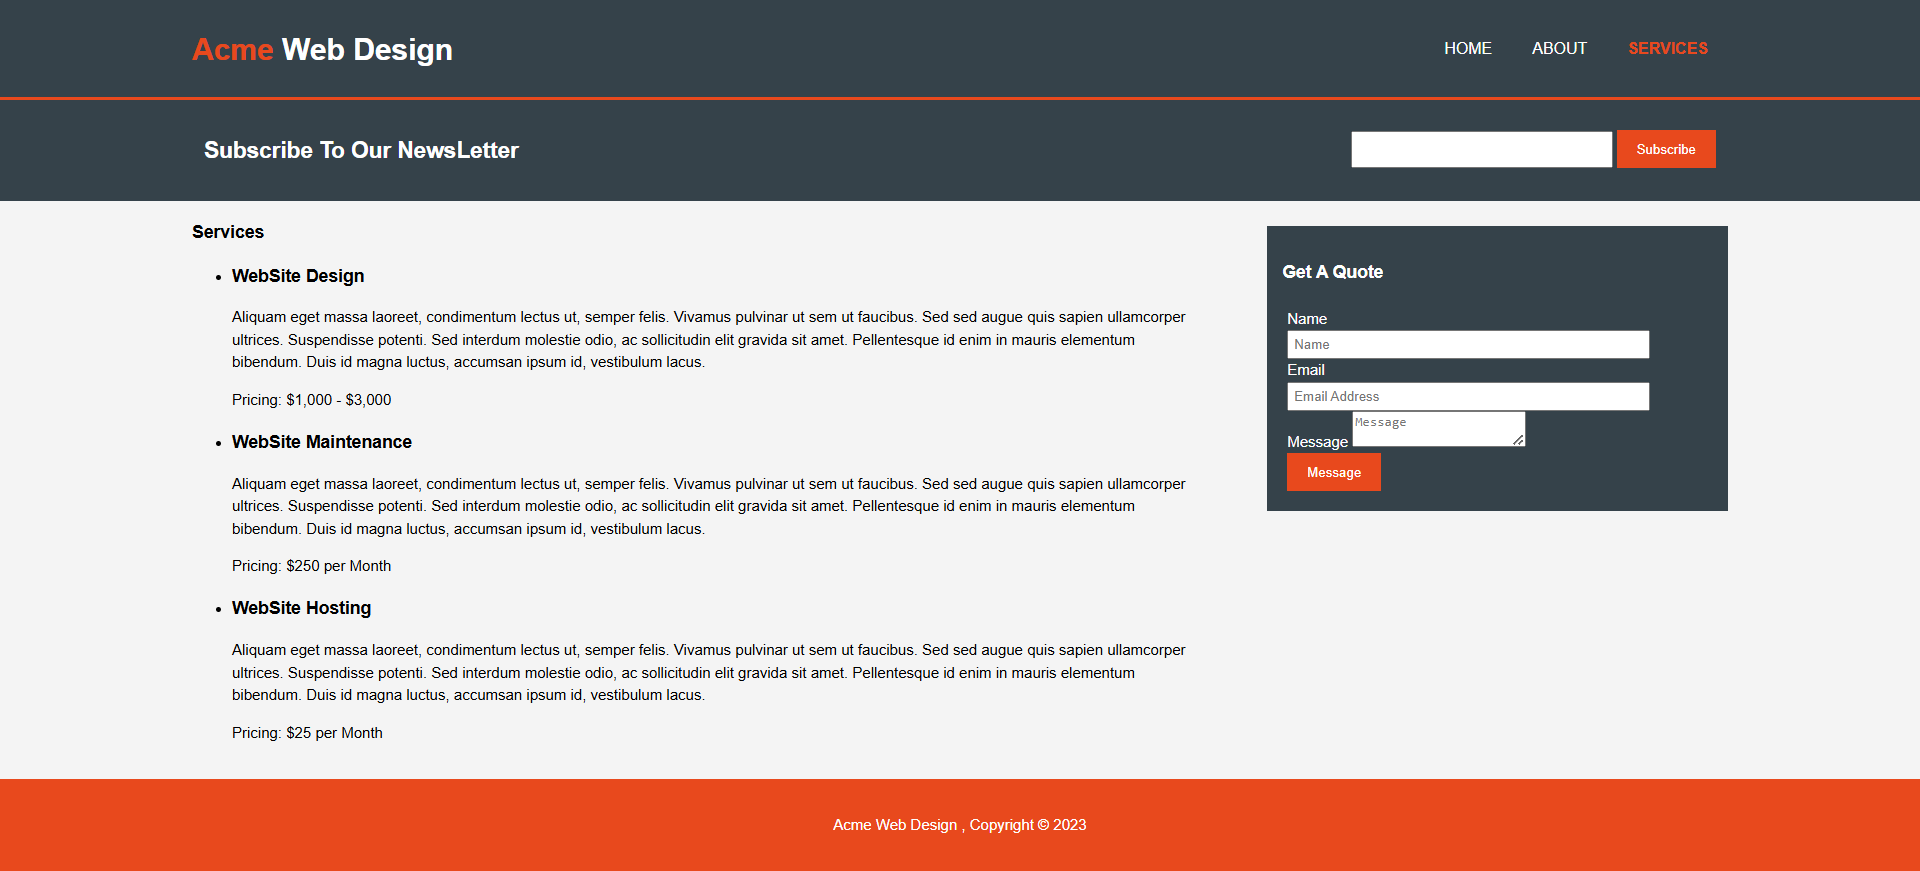 Acme Web Design
HOME ABOUT SERVICES
Subscribe To Our NewsLetter
Subscribe
Services
WebSite Design
Aliquam eget massa laoreet, condimentum lectus ut, semper felis. Vivamus pulvinar ut sem ut faucibus. Sed sed augue quis sapien ullamcorper
ultrices. Suspendisse potenti. Sed interdum molestie odio, ac sollicitudin elit gravida sit amet. Pellentesque id enim in mauris elementum
bibendum. Duis id magna luctus, accumsan ipsum id, vestibulum lacus.
Pricing: $1,000 - $3,000
WebSite Maintenance
Aliquam eget massa laoreet, condimentum lectus ut, semper felis. Vivamus pulvinar ut sem ut faucibus. Sed sed augue quis sapien ullamcorper
ultrices. Suspendisse potenti. Sed interdum molestie odio, ac sollicitudin elit gravida sit amet. Pellentesque id enim in mauris elementum
bibendum. Duis id magna luctus, accumsan ipsum id, vestibulum lacus.
Pricing: $250 per Month
WebSite Hosting
Aliquam eget massa laoreet, condimentum lectus ut, semper felis. Vivamus pulvinar ut sem ut faucibus. Sed sed augue quis sapien ullamcorper
ultrices. Suspendisse potenti. Sed interdum molestie odio, ac sollicitudin elit gravida sit amet. Pellentesque id enim in mauris elementum
bibendum. Duis id magna luctus, accumsan ipsum id, vestibulum lacus.
Pricing: $25 per Month
Get A Quote
Name
Name
Email
Email Address
Message
Message
Message
Acme Web Design , Copyright © 2023